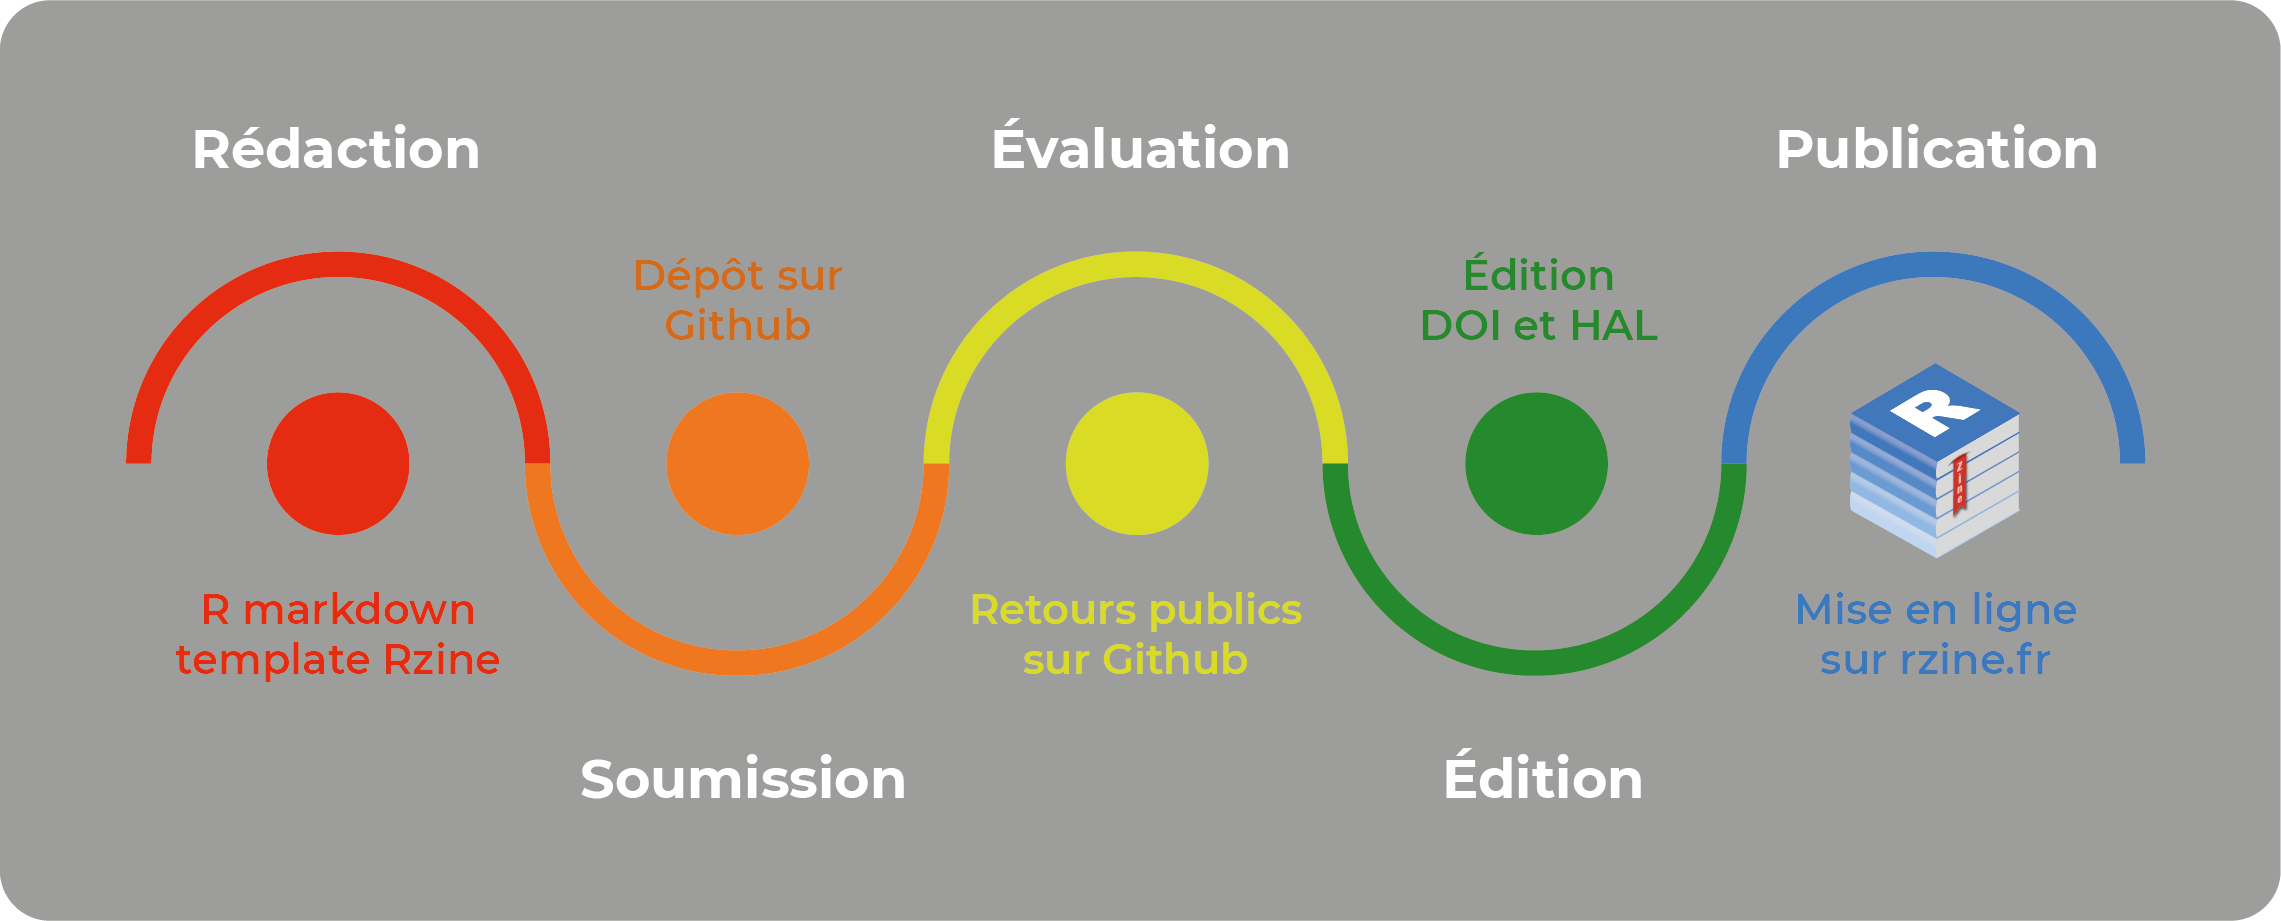 Rédaction
R markdown
template Rzine
Dépôt sur
Github
Soumission
Évaluation
Retours publics
sur Github
Édition
DOI et HAL
Édition
Publication
R
zine
Mise en ligne
sur rzine.fr